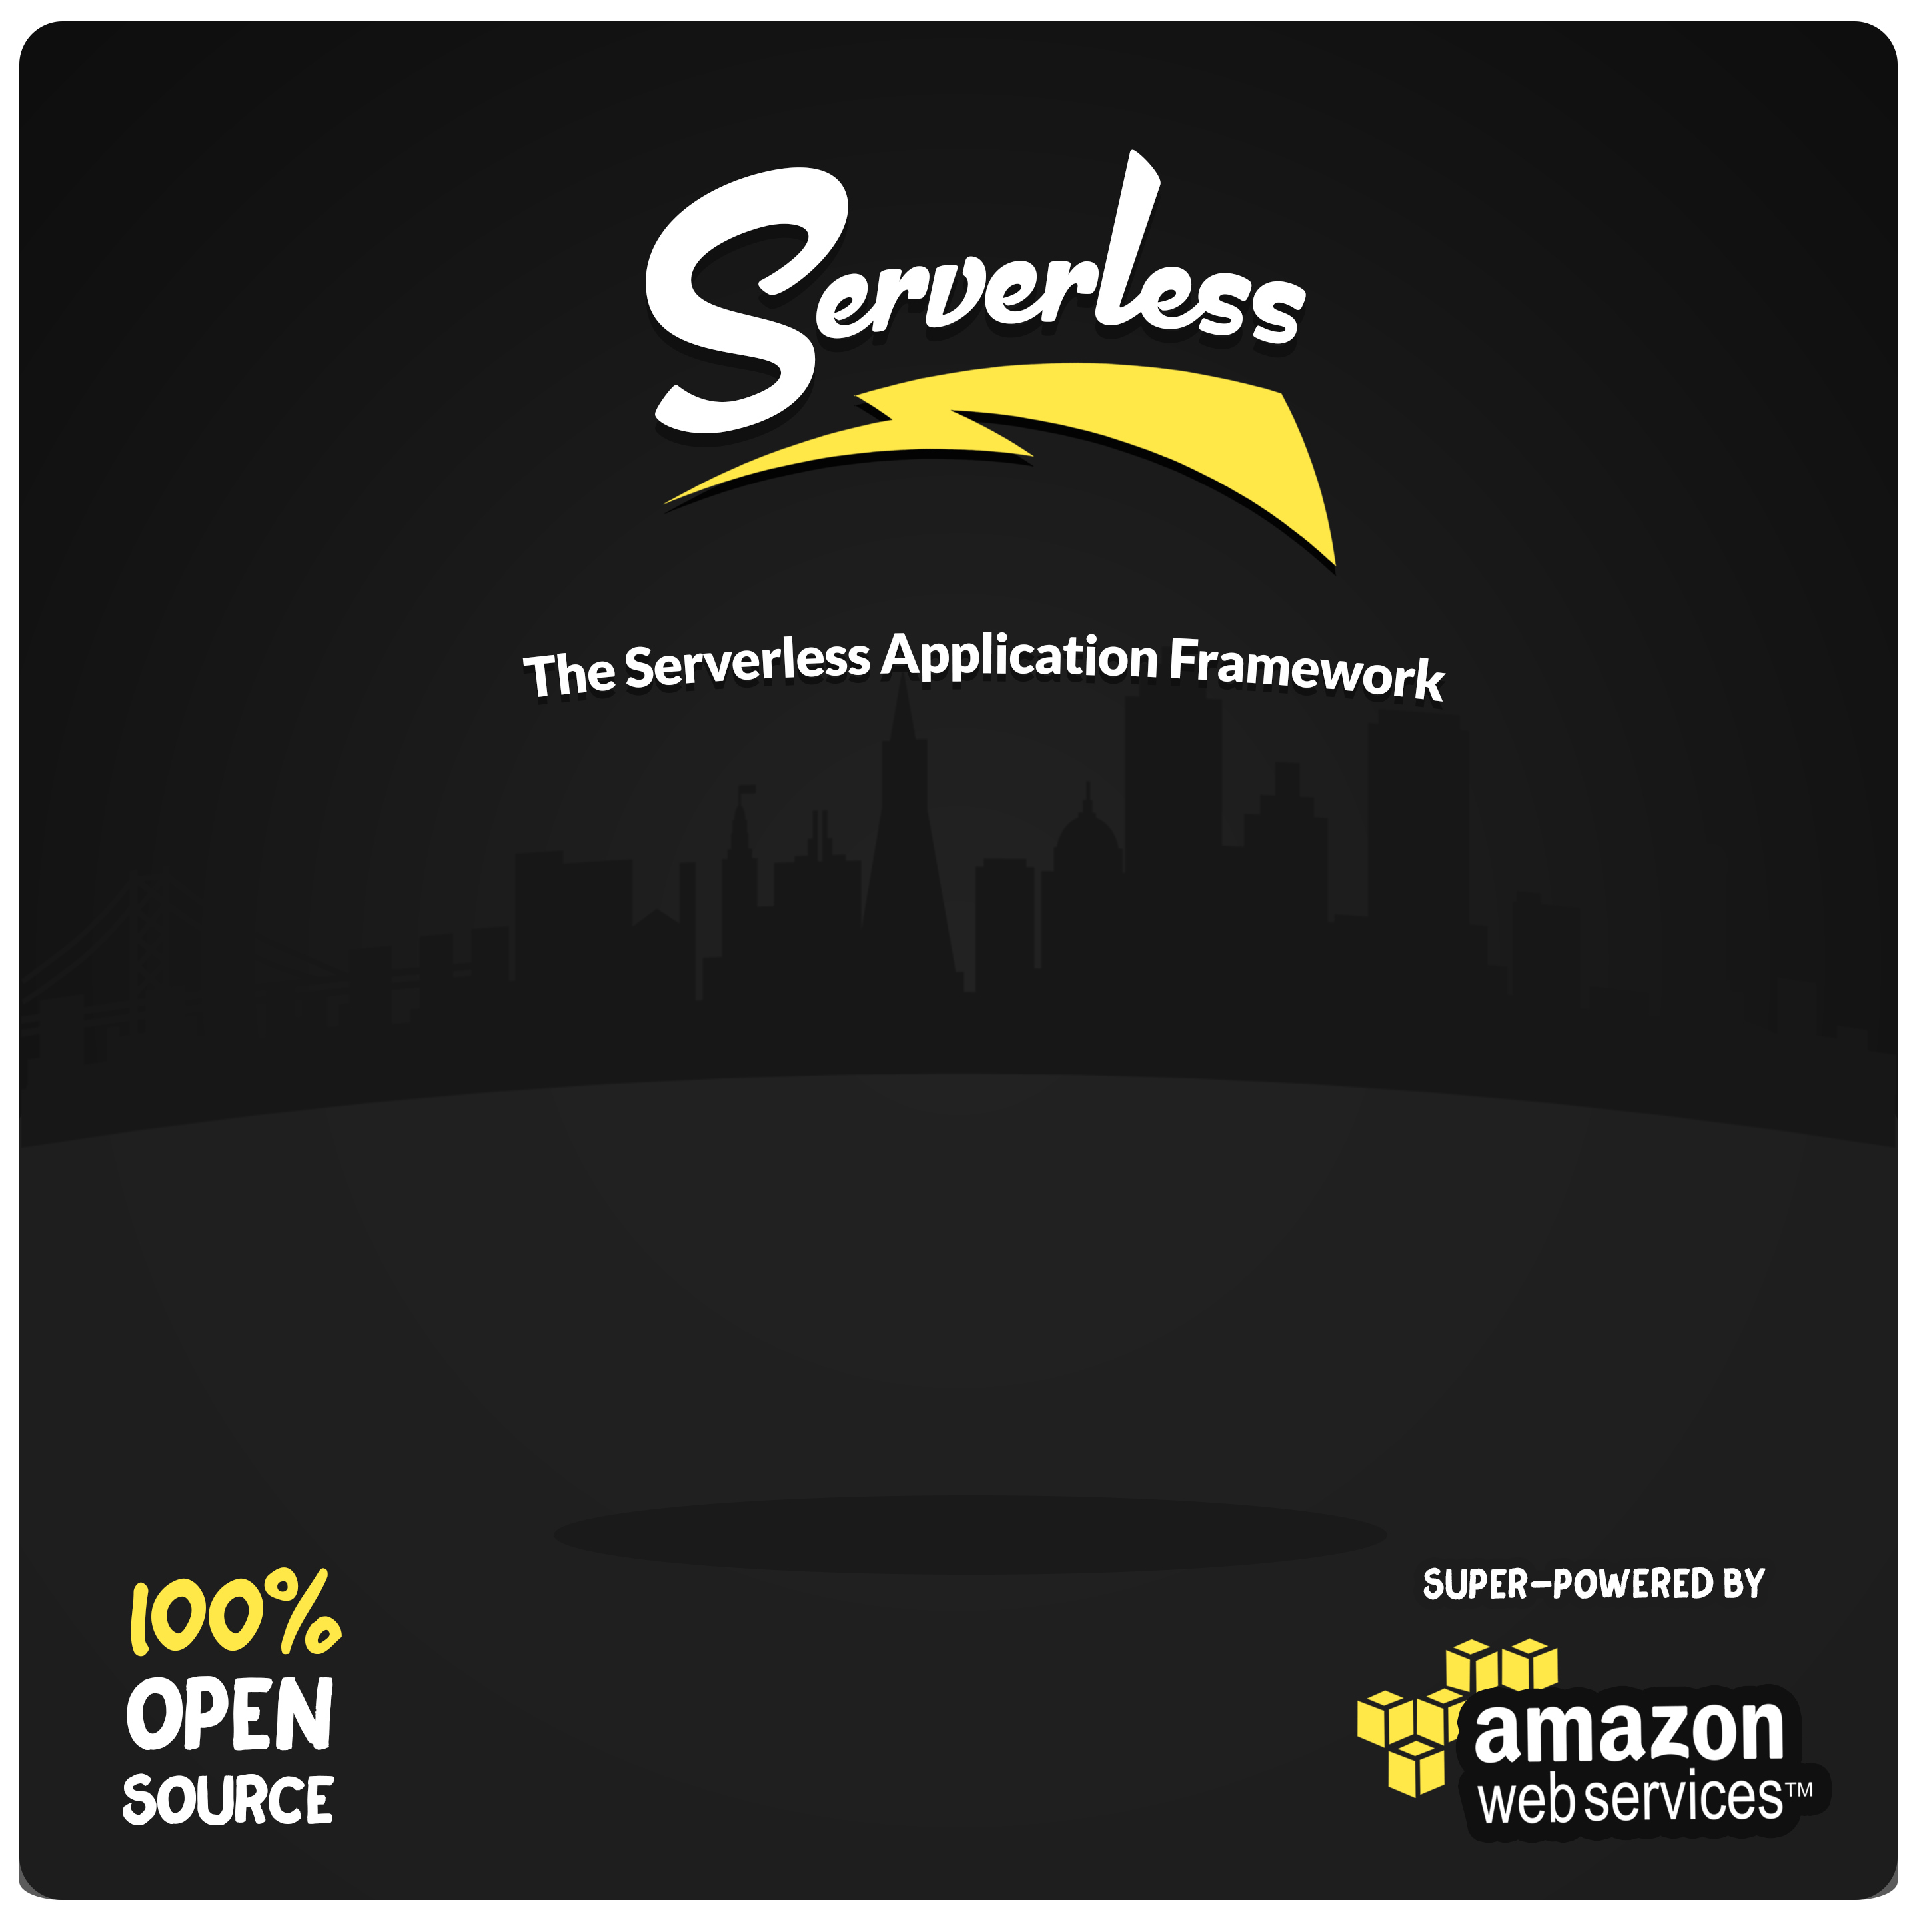 Serverless
The Serverless Application Framework
100%
OPEN
SOURCE
SUPER-POWERED BY
amazon
web services™